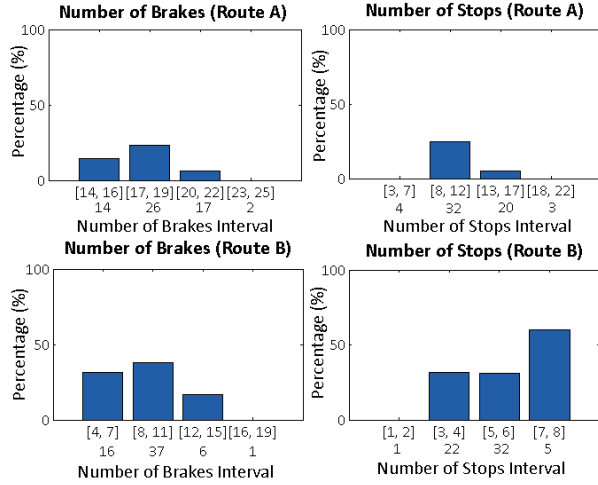 Number of Brakes (Route A)
Percentage (%)
100
50
0
[14, 16] [17, 19] [20, 22] [23, 25]
14 26 17 2
Number of Brakes Interval
Number of Stops (Route A)
Percentage (%)
100
50
0
[3, 7] [8, 12] [13, 17] [18, 22]
4 32 20 3
Number of Stops Interval
Number of Brakes (Route B)
Percentage (%)
100
50
0
[4, 7] [8, 11] [12, 15] [16, 19]
16 37 6 1
Number of Brakes Interval
Number of Stops (Route B)
Percentage (%)
100
50
0
[1, 2] [3, 4] [5, 6] [7, 8]
1 22 32 5
Number of Stops Interval